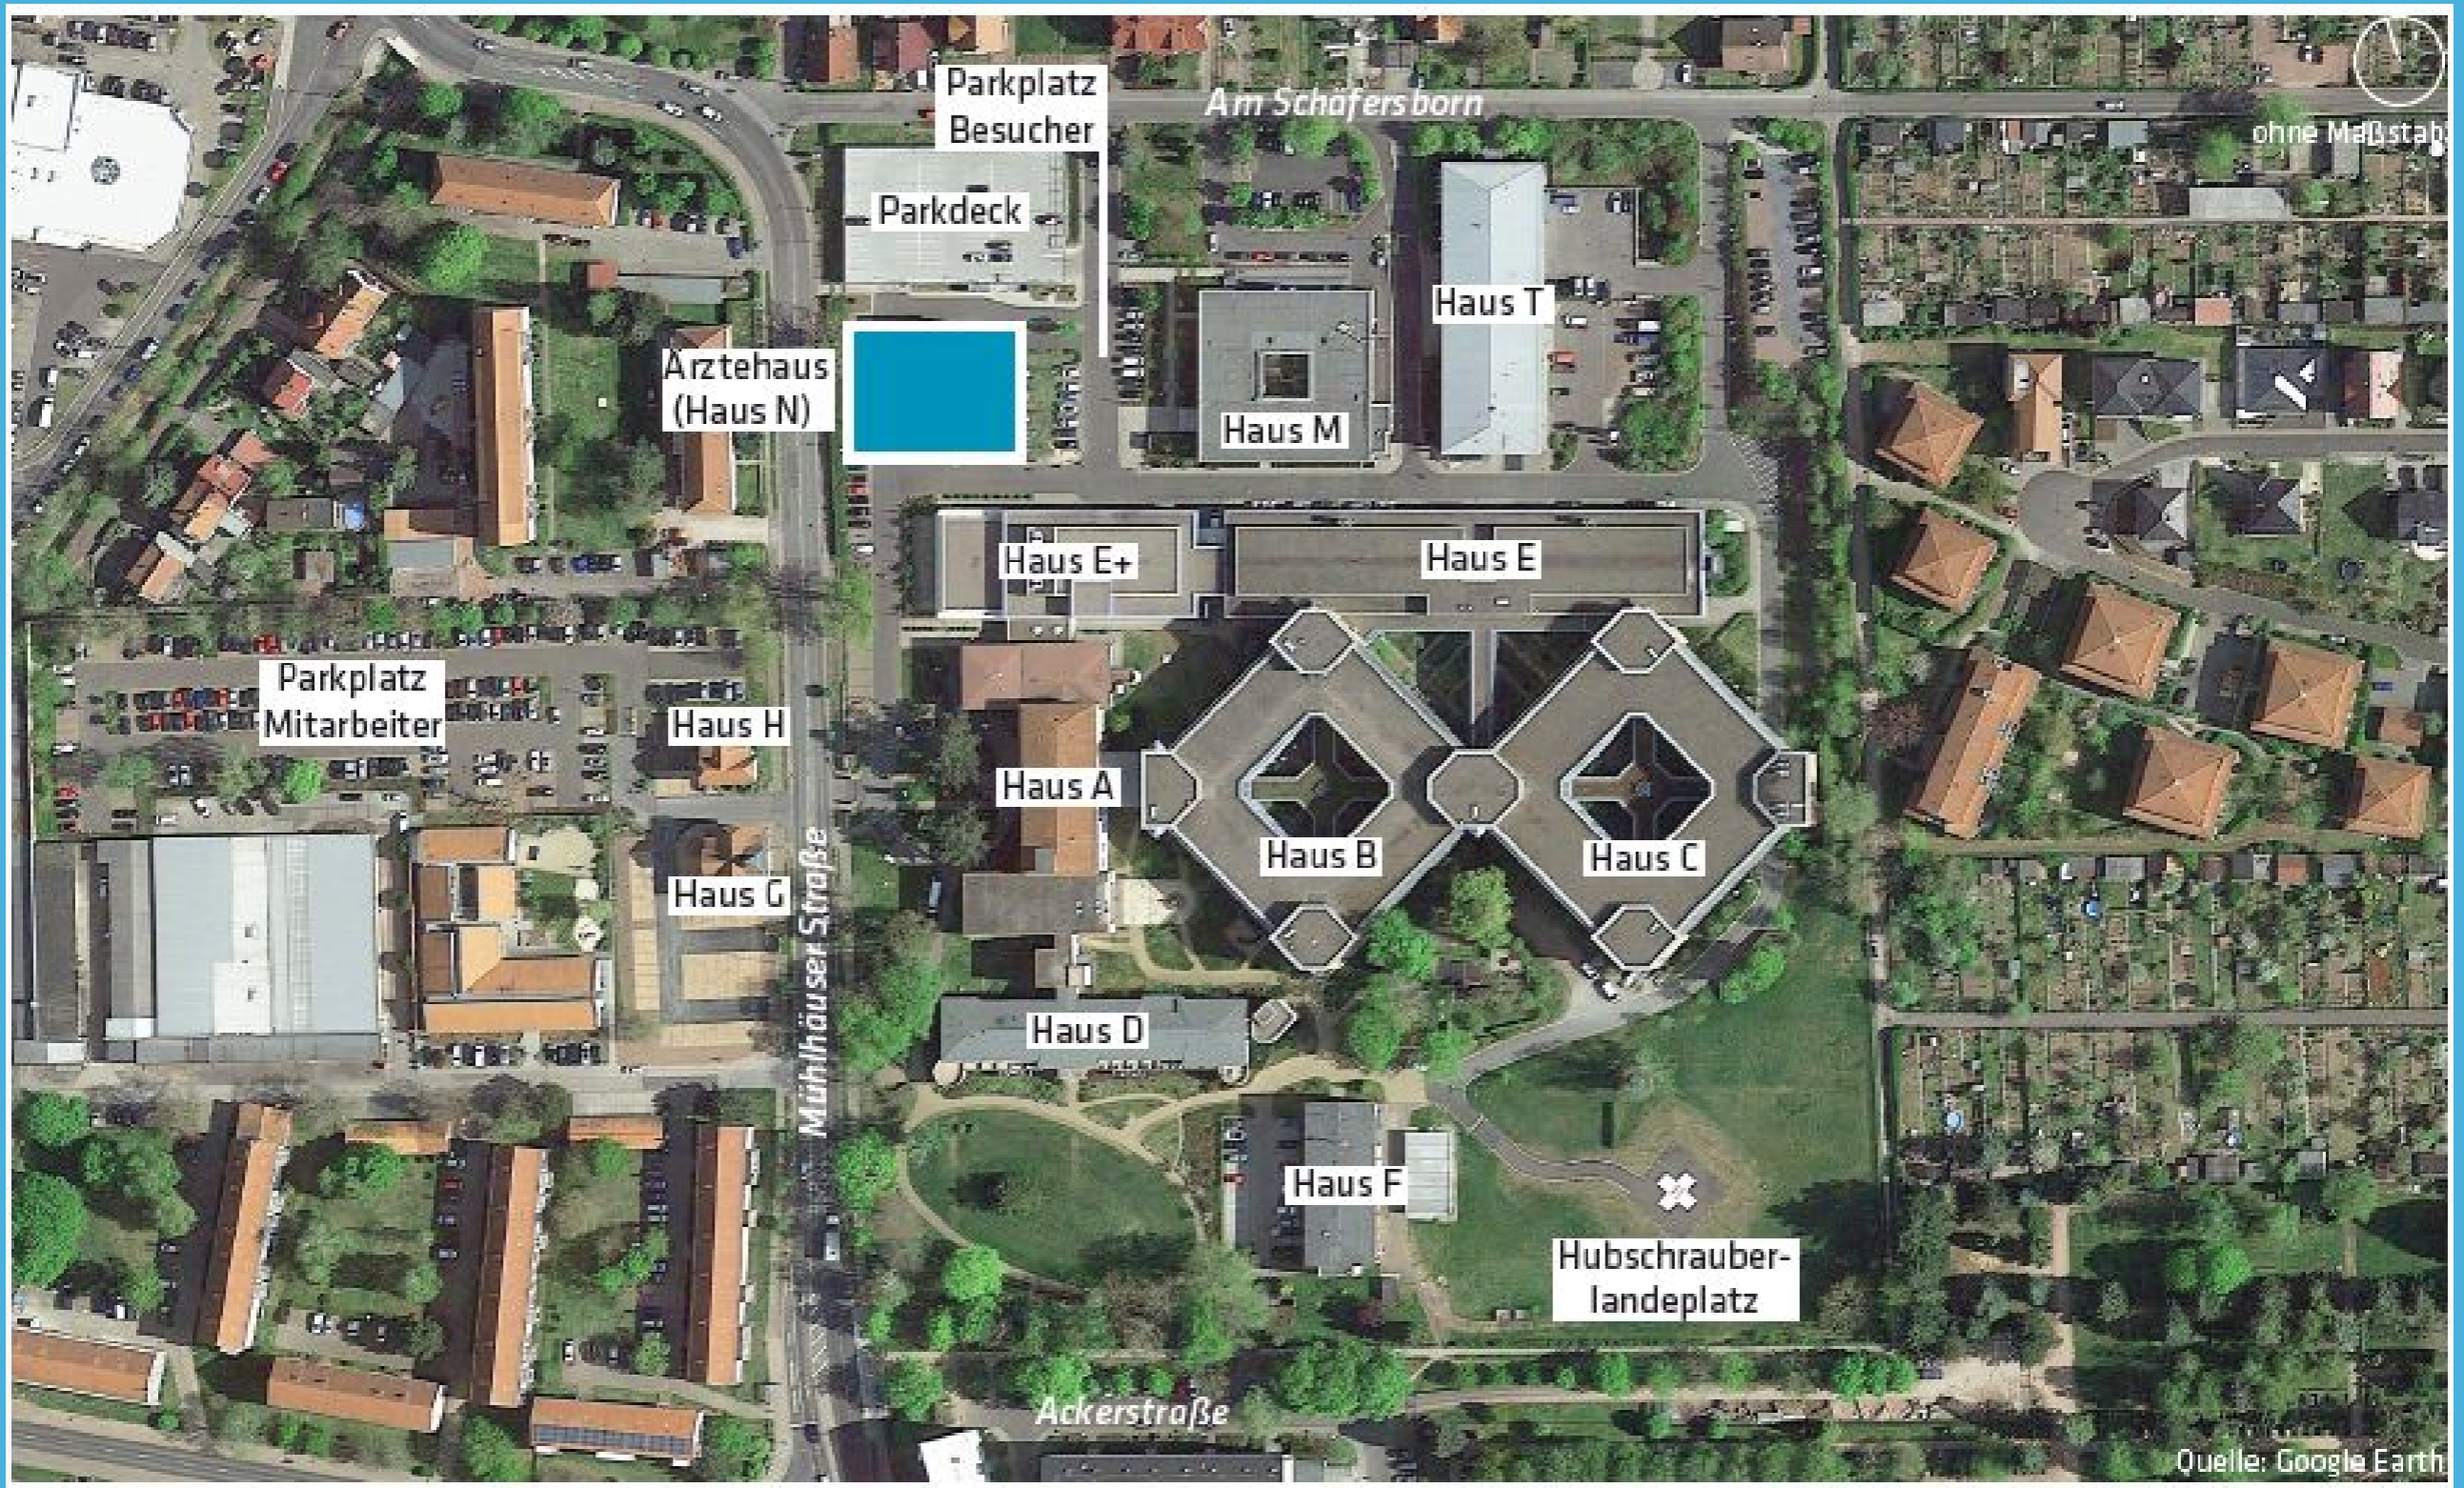 Parkplatz
Besucher
Am Schäfersborn
ohne Maßstab
Parkdeck
Haus T
Ärztehaus
(Haus N)
Haus M
Haus E+
Haus E
Parkplatz
Mitarbeiter
Haus H
Haus A
Haus B
Haus C
Haus G
Mühlhäuser Straße
Haus D
Haus F
Hubschrauber-
landeplatz
Ackerstraße
Quelle: Google Earth